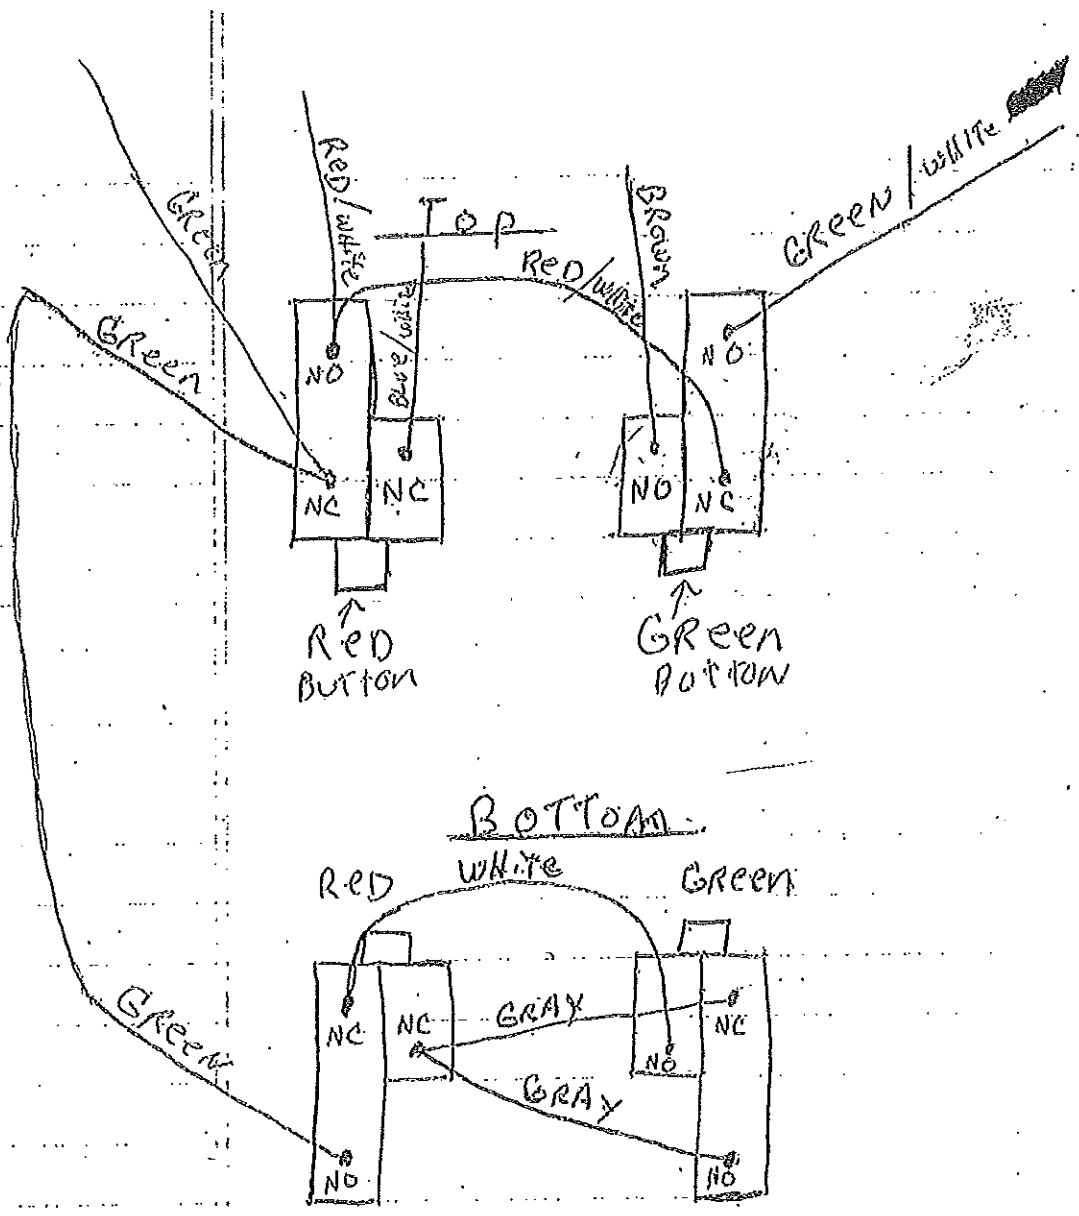 GREEN/WHITE
RED/WHITE
GREEN
TOP
BROWN
RED/WHITE
GREEN
BLUE/WHITE
NO
NO
NC
NC
NO
NC
RED
BUTTON
GREEN
BUTTON
BOTTOM
WHITE
RED
GREEN
GREEN
NC
NC
GRAY
NC
NO
GRAY
NO
NO